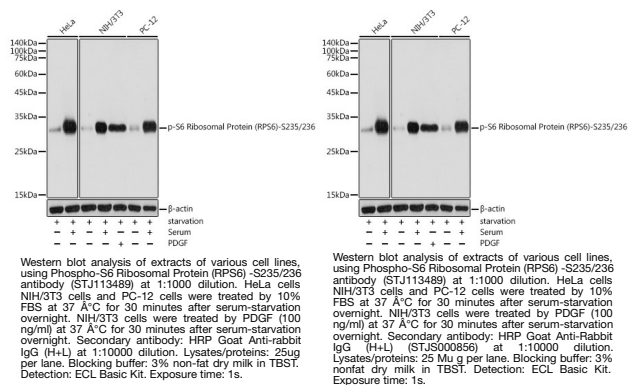 HeLa
NIH/3T3
PC-12
140kDa
100kDa
75kDa
60kDa
45kDa
35kDa
25kDa
15kDa
p-S6 Ribosomal Protein (RPS6)-S235/236
β-actin
+ + + + + + + starvation
− + − + − − + Serum
− − − − + − − PDGF
Western blot analysis of extracts of various cell lines,
using Phospho-S6 Ribosomal Protein (RPS6) -S235/236
antibody (STJ113489) at 1:1000 dilution. HeLa cells
NIH/3T3 cells and PC-12 cells were treated by 10%
FBS at 37 Â°C for 30 minutes after serum-starvation
overnight. NIH/3T3 cells were treated by PDGF (100
ng/ml) at 37 Â°C for 30 minutes after serum-starvation
overnight. Secondary antibody: HRP Goat Anti-rabbit
IgG (H+L) at 1:10000 dilution. Lysates/proteins: 25ug
per lane. Blocking buffer: 3% non-fat dry milk in TBST.
Detection: ECL Basic Kit. Exposure time: 1s.
HeLa
NIH/3T3
PC-12
140kDa
100kDa
75kDa
60kDa
45kDa
35kDa
25kDa
15kDa
p-S6 Ribosomal Protein (RPS6)-S235/236
β-actin
+ + + + + + + starvation
− + − + − − + Serum
− − − − + − − PDGF
Western blot analysis of extracts of various cell lines,
using Phospho-S6 Ribosomal Protein (RPS6) -S235/236
antibody (STJ113489) at 1:1000 dilution. HeLa cells
NIH/3T3 cells and PC-12 cells were treated by 10%
FBS at 37 Â°C for 30 minutes after serum-starvation
overnight. NIH/3T3 cells were treated by PDGF (100
ng/ml) at 37 Â°C for 30 minutes after serum-starvation
overnight. Secondary antibody: HRP Goat Anti-Rabbit
IgG (H+L) (STJS000856) at 1:10000 dilution.
Lysates/proteins: 25 Mu g per lane. Blocking buffer: 3%
nonfat dry milk in TBST. Detection: ECL Basic Kit.
Exposure time: 1s.